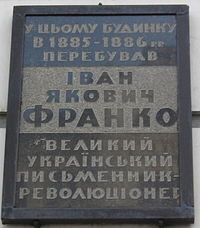 У ЦЬОМУ БУДИНКУ
В 1885-1886 рр.
ПЕРЕБУВАВ
ІВАН
ЯКОВИЧ
ФРАНКО
ВЕЛИКИЙ
УКРАЇНСЬКИЙ
ПИСЬМЕННИК-
РЕВОЛЮЦІОНЕР